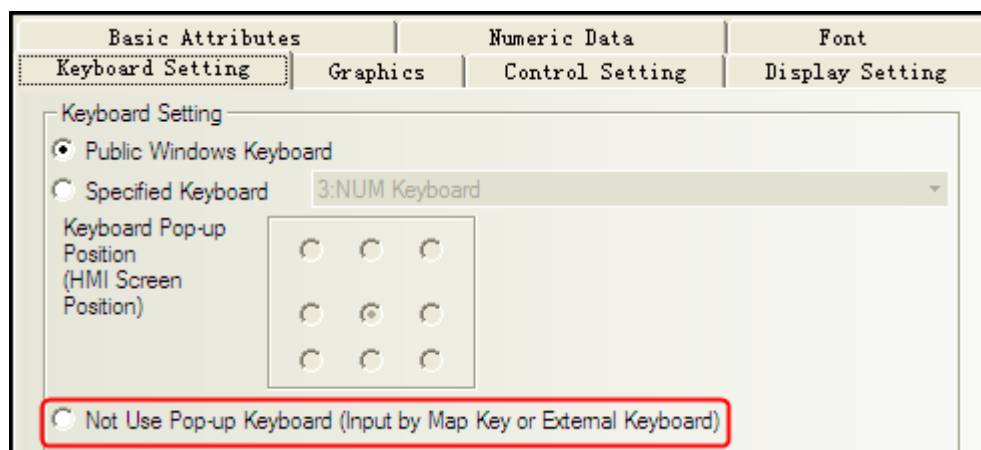 Basic Attributes Numeric Data Font
Keyboard Setting Graphics Control Setting Display Setting
Keyboard Setting
Public Windows Keyboard
Specified Keyboard 3:NUM Keyboard
Keyboard Pop-up
Position
(HMI Screen
Position)
Not Use Pop-up Keyboard (Input by Map Key or External Keyboard)